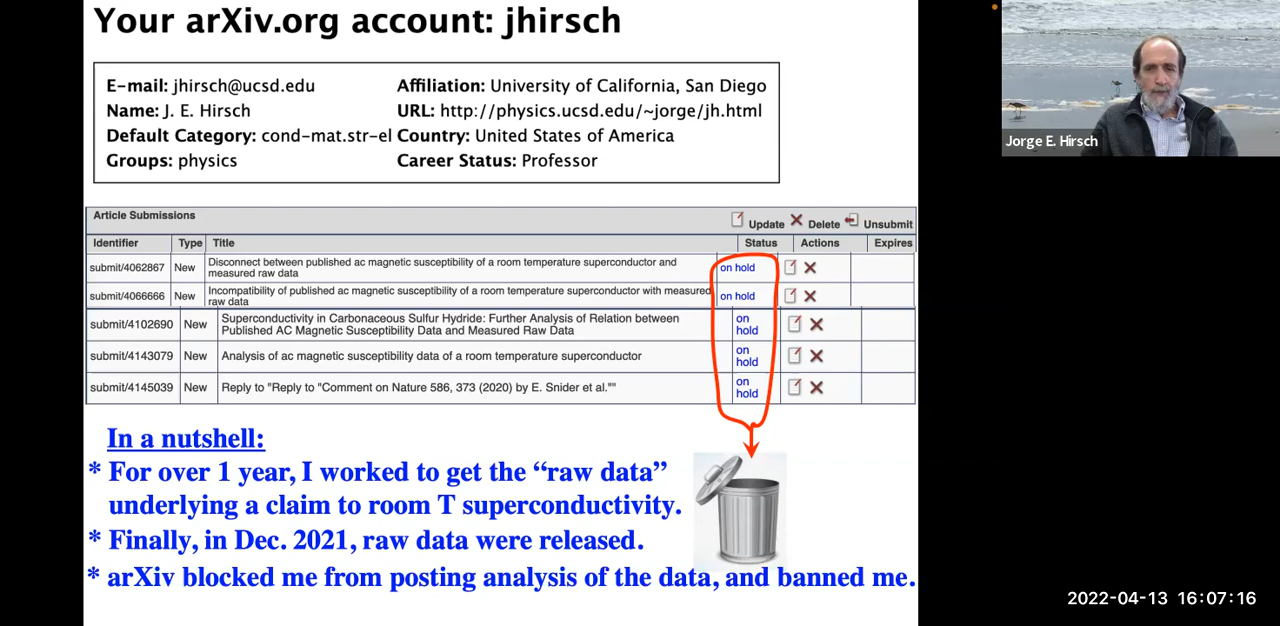 Your arXiv.org account: jhirsch
E-mail: jhirsch@ucsd.edu
Affiliation: University of California, San Diego
Name: J. E. Hirsch
URL: http://physics.ucsd.edu/~jorge/jh.html
Default Category: cond-mat.str-el
Country: United States of America
Groups: physics
Career Status: Professor
Jorge E. Hirsch
Article Submissions
Update Delete Unsubmit
Identifier Type Title Status Actions Expires
submit/4062867 New Disconnect between published ac magnetic susceptibility of a room temperature superconductor and
measured raw data
on hold
submit/4066666 New Incompatibility of published ac magnetic susceptibility of a room temperature superconductor with measured
raw data
on hold
submit/4102690 New Superconductivity in Carbonaceous Sulfur Hydride: Further Analysis of Relation between
Published AC Magnetic Susceptibility Data and Measured Raw Data
on
hold
submit/4143079 New Analysis of ac magnetic susceptibility data of a room temperature superconductor
on
hold
submit/4145039 New Reply to "Reply to "Comment on Nature 586, 373 (2020) by E. Snider et al.""
on
hold
In a nutshell:
* For over 1 year, I worked to get the “raw data”
underlying a claim to room T superconductivity.
* Finally, in Dec. 2021, raw data were released.
* arXiv blocked me from posting analysis of the data, and banned me.
2022-04-13 16:07:16